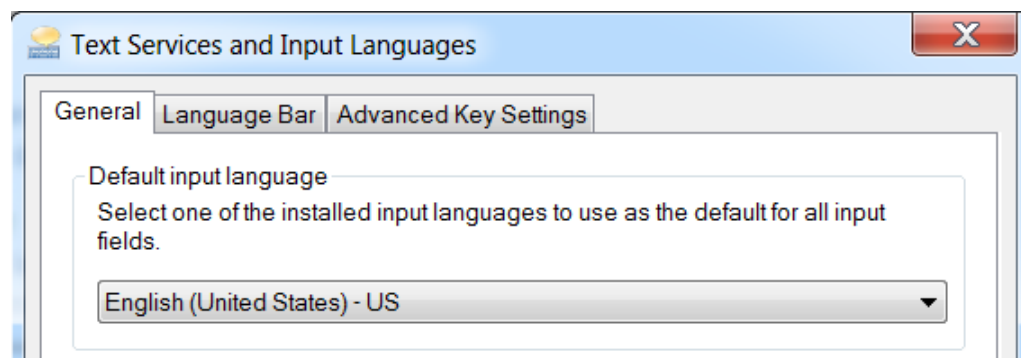 Text Services and Input Languages
General
Language Bar
Advanced Key Settings
Default input language
Select one of the installed input languages to use as the default for all input
fields.
English (United States) - US